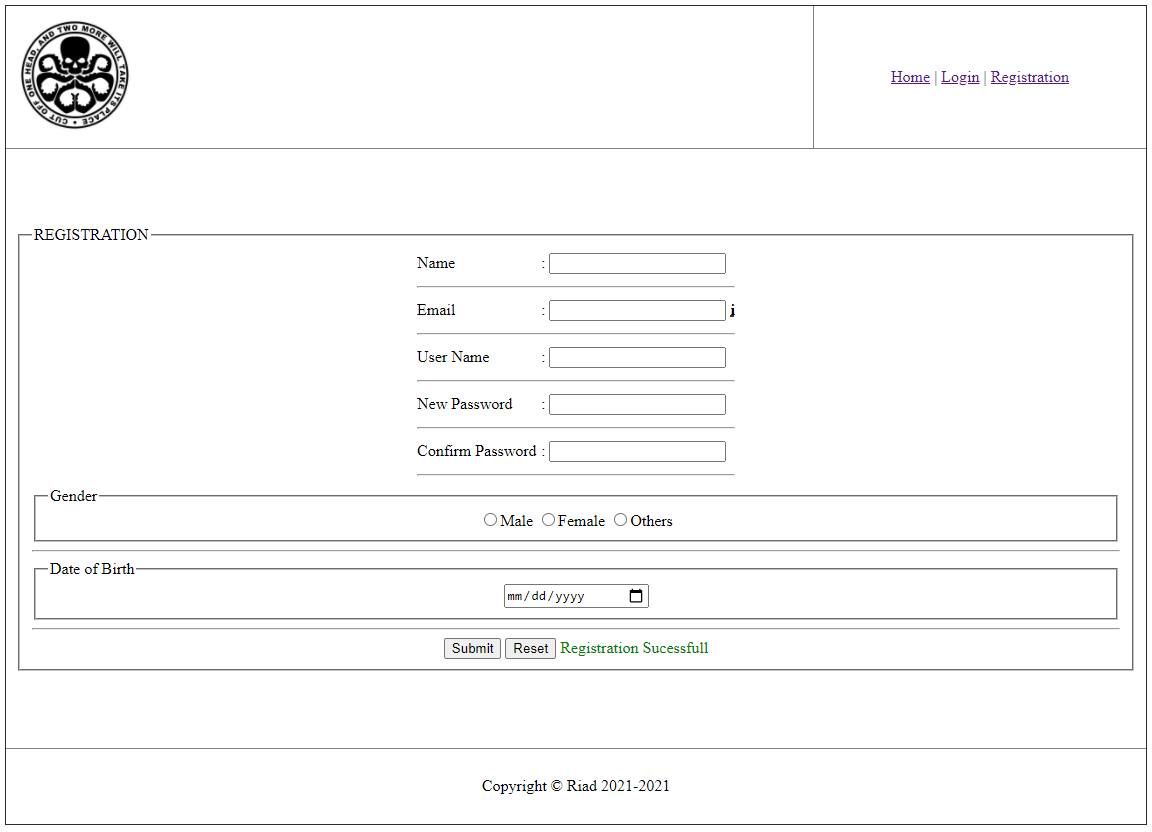 CUT OFF ONE HEAD, AND TWO MORE WILL TAKE ITS PLACE •
Home | Login | Registration
REGISTRATION
Name :
Email : i
User Name :
New Password :
Confirm Password :
Gender
Male Female Others
Date of Birth
mm/dd/yyyy
Submit Reset Registration Sucessfull
Copyright © Riad 2021-2021